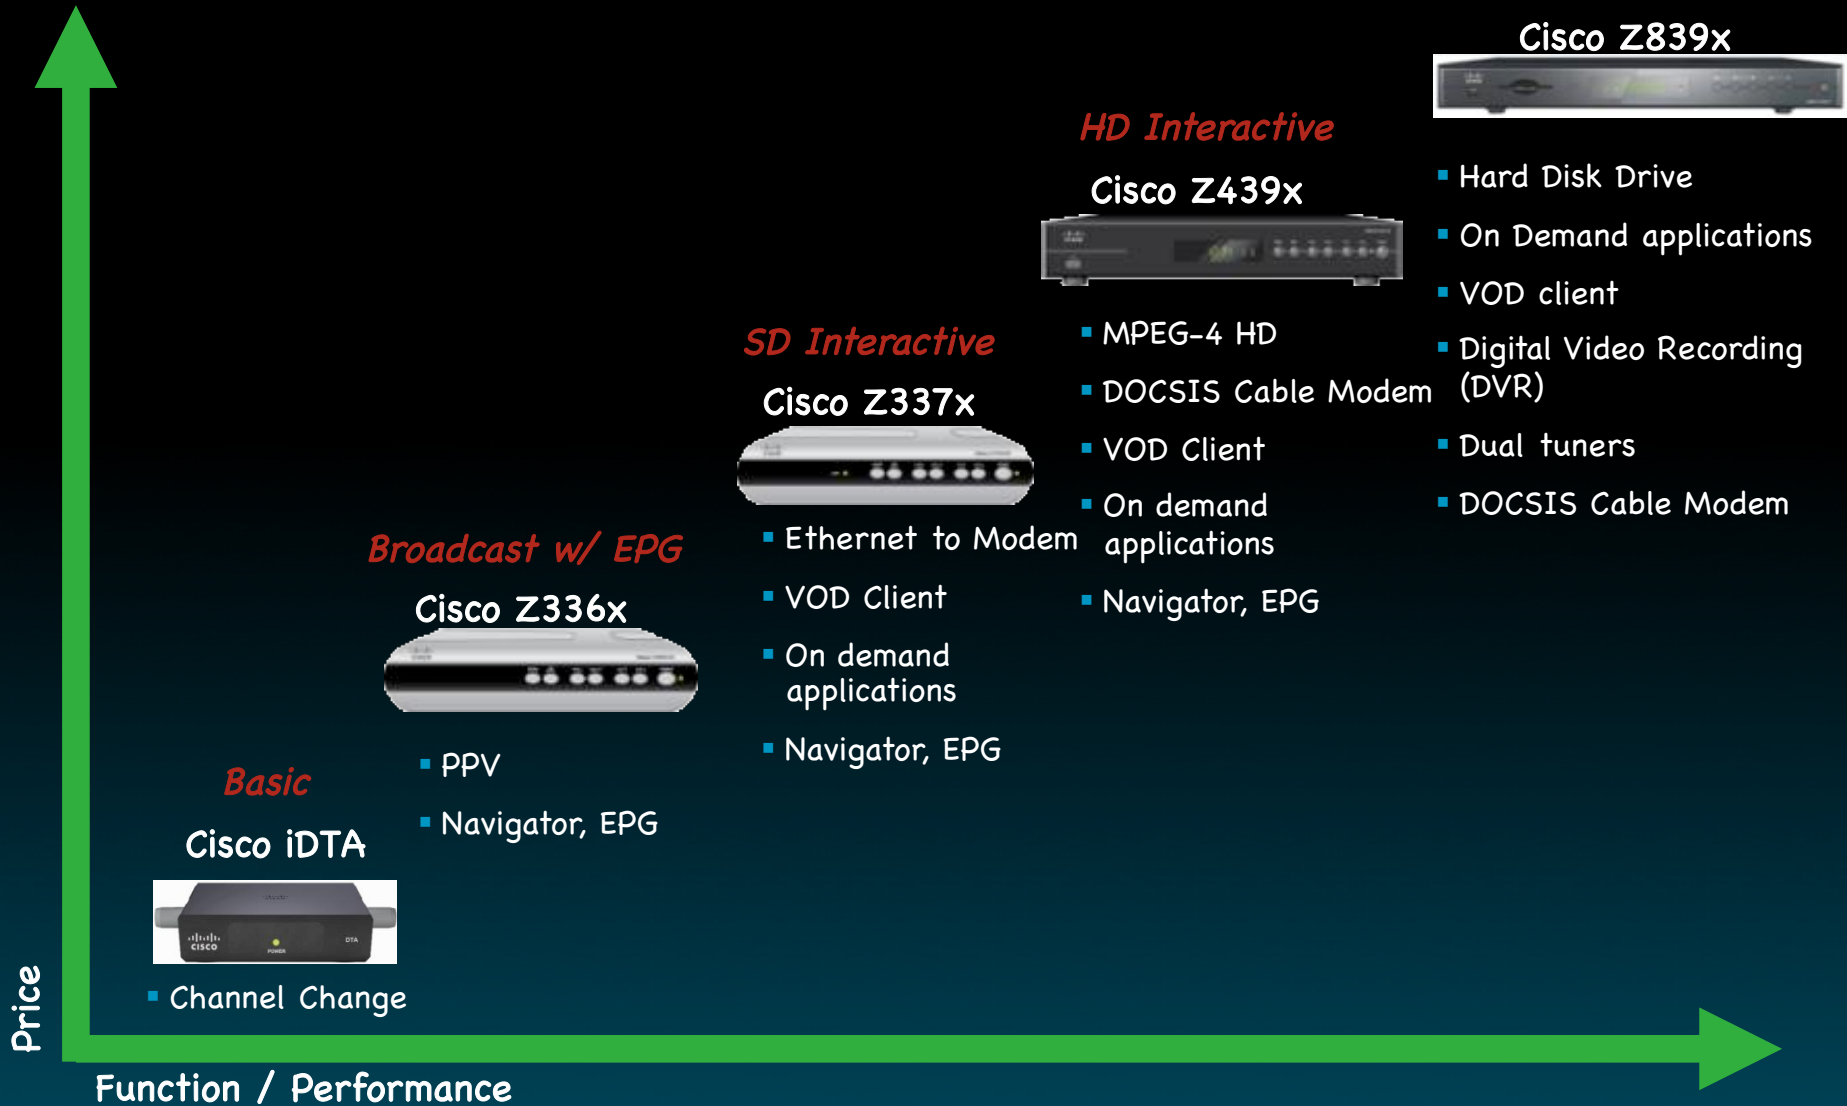 Cisco Z839x
Hard Disk Drive
On Demand applications
VOD client
Digital Video Recording
(DVR)
Dual tuners
DOCSIS Cable Modem
HD Interactive
Cisco Z439x
MPEG-4 HD
DOCSIS Cable Modem
VOD Client
On demand
applications
Navigator, EPG
SD Interactive
Cisco Z337x
Ethernet to Modem
VOD Client
On demand
applications
Navigator, EPG
Broadcast w/ EPG
Cisco Z336x
PPV
Navigator, EPG
Basic
Cisco iDTA
CISCO
POWER
DTA
Channel Change
Price
Function / Performance